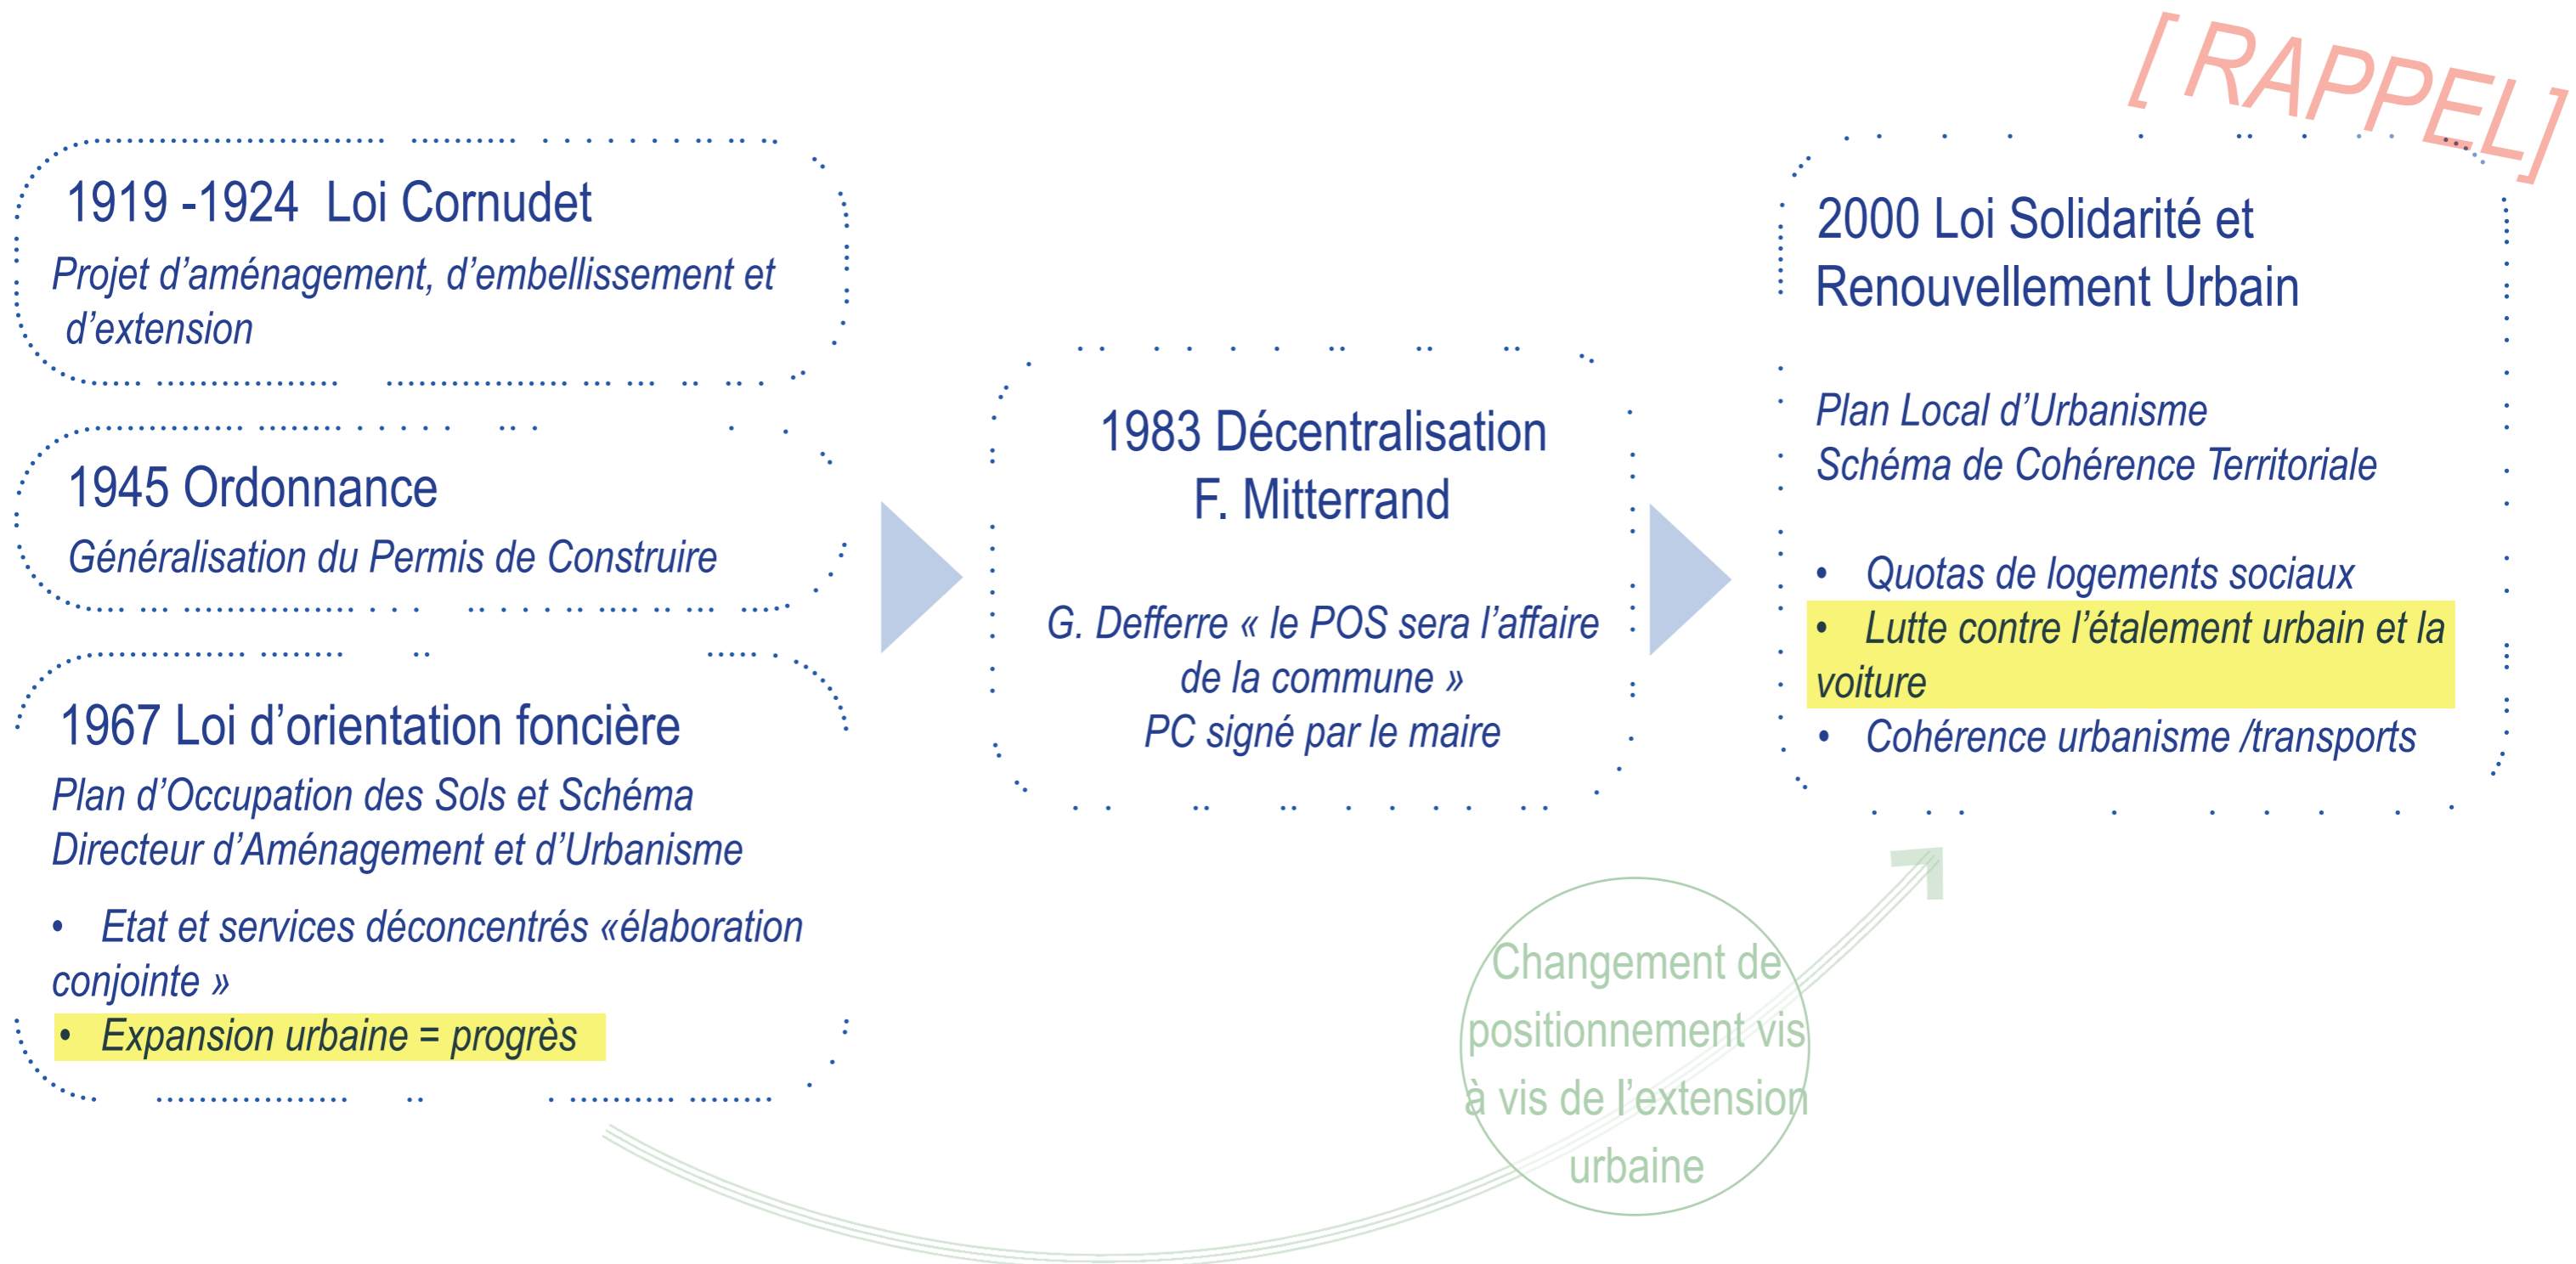 [ RAPPEL]
1919 -1924 Loi Cornudet
Projet d'aménagement, d'embellissement et
d'extension
1945 Ordonnance
Généralisation du Permis de Construire
1967 Loi d'orientation foncière
Plan d'Occupation des Sols et Schéma
Directeur d'Aménagement et d'Urbanisme
• Etat et services déconcentrés «élaboration
conjointe »
• Expansion urbaine = progrès
1983 Décentralisation
F. Mitterrand
G. Defferre « le POS sera l'affaire
de la commune »
PC signé par le maire
2000 Loi Solidarité et
Renouvellement Urbain
Plan Local d'Urbanisme
Schéma de Cohérence Territoriale
• Quotas de logements sociaux
• Lutte contre l'étalement urbain et la
voiture
• Cohérence urbanisme /transports
Changement de
positionnement vis
à vis de l'extension
urbaine